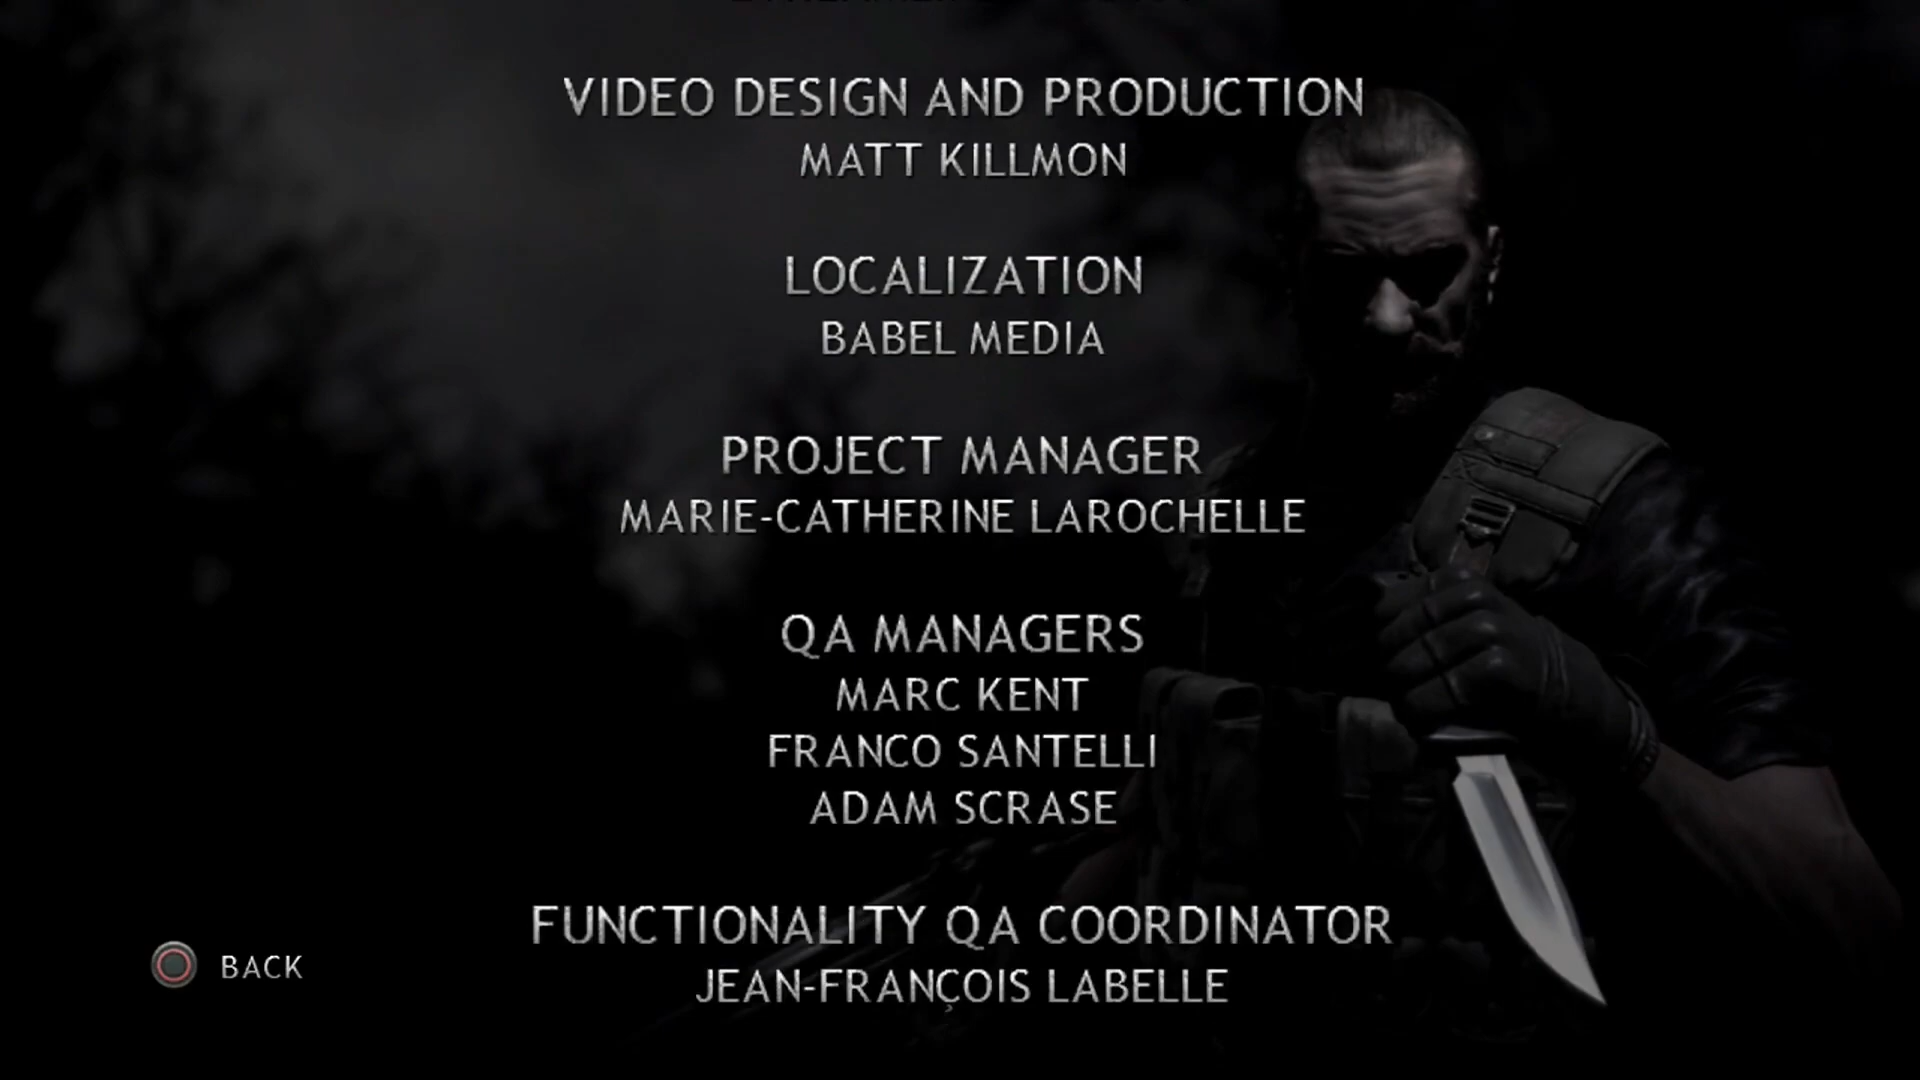 VIDEO DESIGN AND PRODUCTION
MATT KILLMON
LOCALIZATION
BABEL MEDIA
PROJECT MANAGER
MARIE-CATHERINE LAROCHELLE
QA MANAGERS
MARC KENT
FRANCO SANTELLI
ADAM SCRASE
FUNCTIONALITY QA COORDINATOR
JEAN-FRANÇOIS LABELLE
BACK